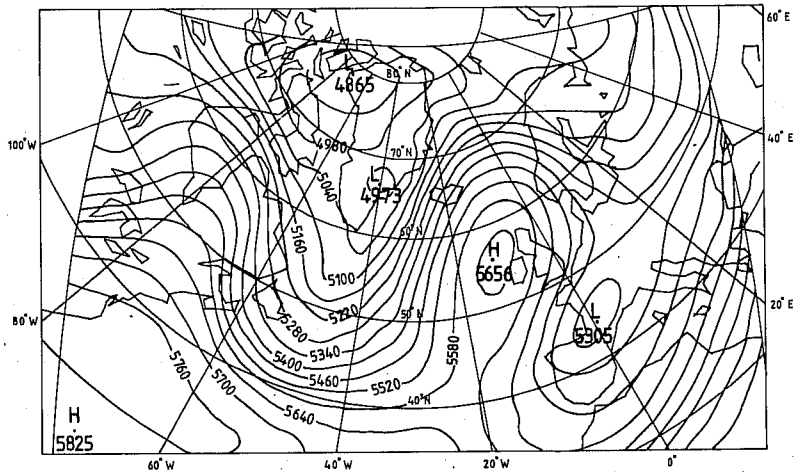 60° E
L
4865
80° N
4980
70° N
100° W
40° E
L
4973
5040
60° N
5160
H
5656
5100
50° N
5220
L
5305
20° E
80° W
5280
5340
5580
5400
5760
5700
5460
5520
5640
40° N
H
5825
60° W
40° W
20° W
0°